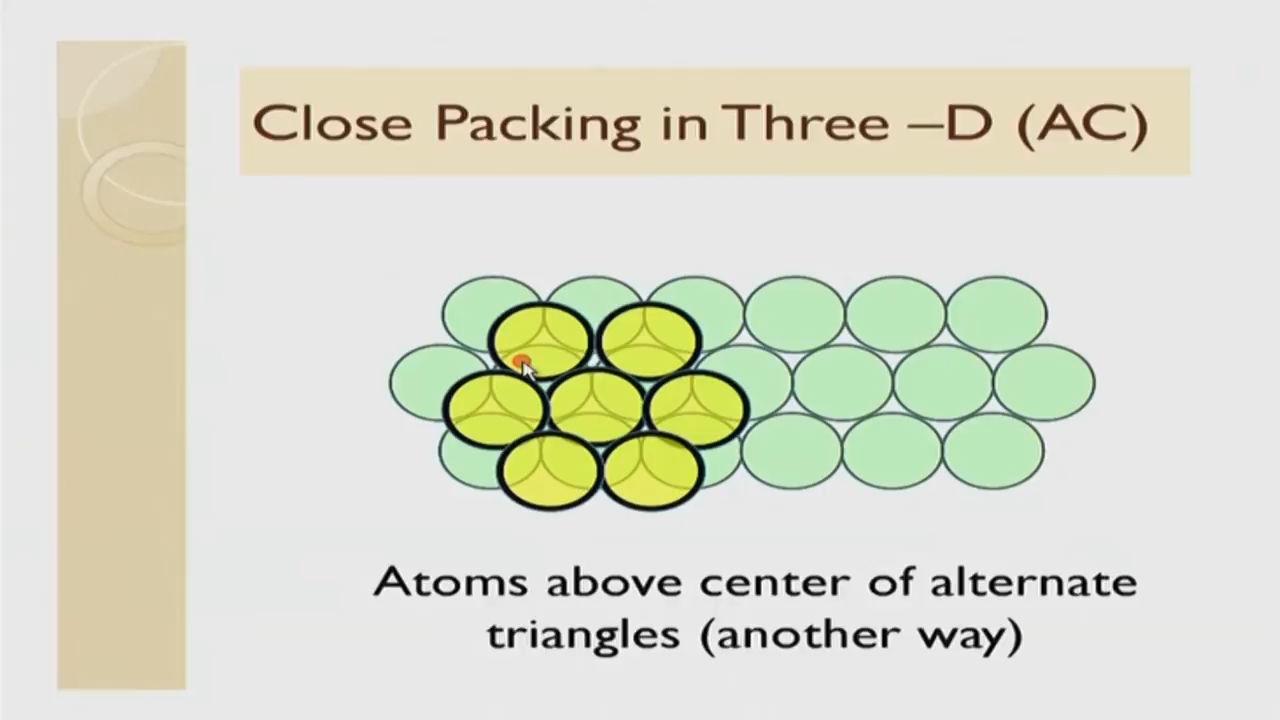 Close Packing in Three –D (AC)
Atoms above center of alternate
triangles (another way)